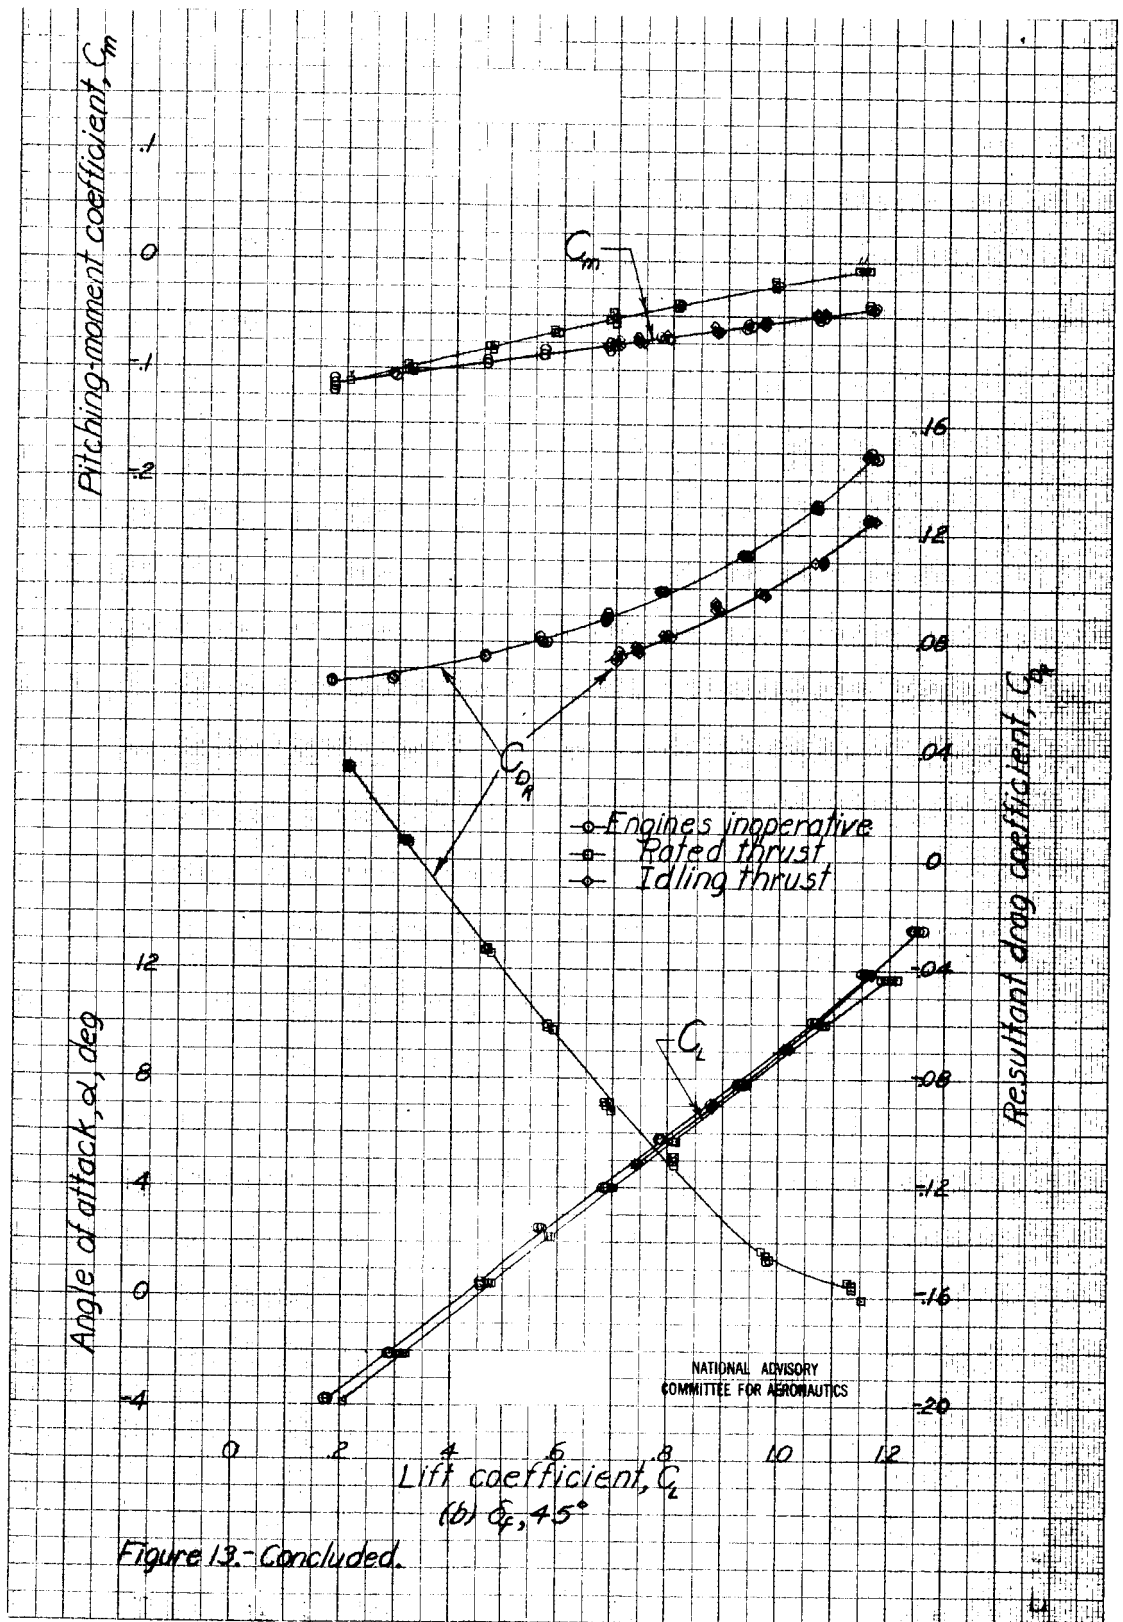 Pitching-moment coefficient, Cm
.1
0
-.1
-.2
Cm
.16
.12
.08
.04
0
-.04
-.08
-.12
-.16
-.20
Resultant drag coefficient, CDR
CDR
Engines inoperative
Rated thrust
Idling thrust
CL
Angle of attack, α, deg
12
8
4
0
-4
NATIONAL ADVISORY
COMMITTEE FOR AERONAUTICS
0 .2 .4 .6 .8 1.0 1.2
Lift coefficient, CL
(b) δf, 45°
Figure 13.- Concluded.